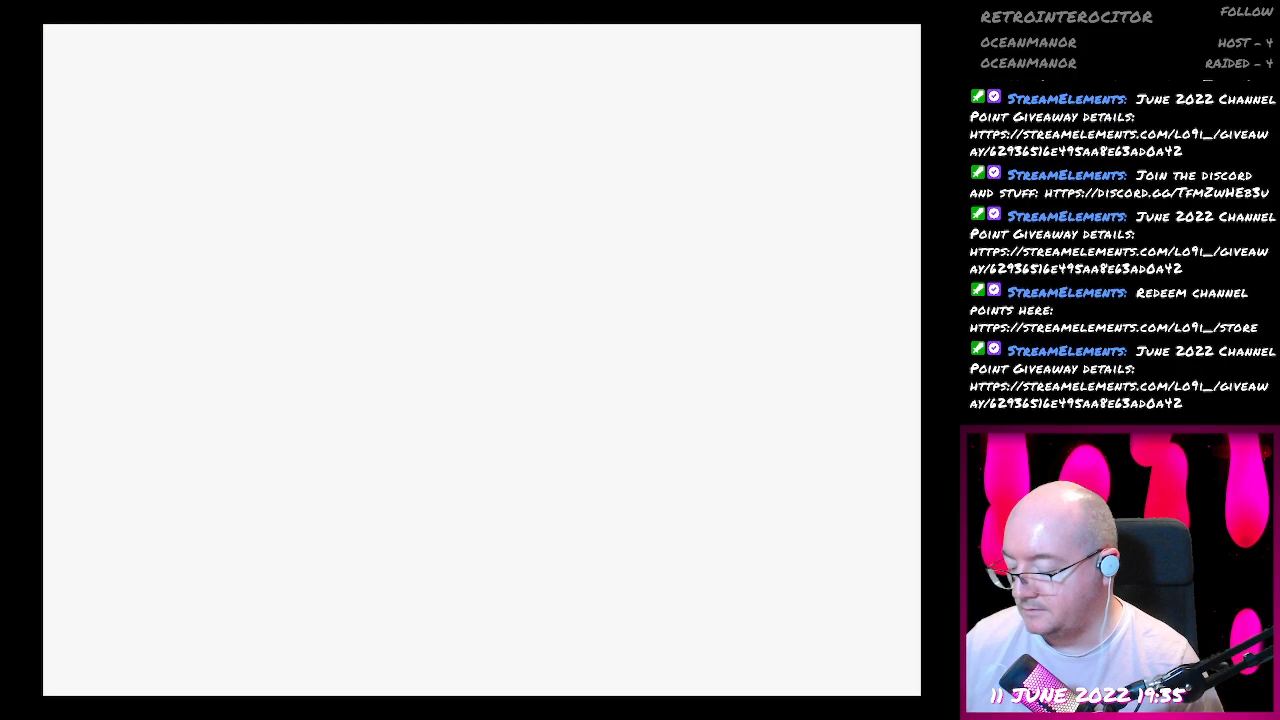 RETROINTEROCITOR FOLLOW
OCEANMANOR HOST - 4
OCEANMANOR RAIDED - 4
StreamElements: June 2022 Channel
Point Giveaway details:
https://streamelements.com/lo9i_/giveaw
ay/62936516e495aa8e63ad0a42
StreamElements: Join the discord
and stuff: https://discord.gg/TfmZwHE83u
StreamElements: June 2022 Channel
Point Giveaway details:
https://streamelements.com/lo9i_/giveaw
ay/62936516e495aa8e63ad0a42
StreamElements: Redeem channel
points here:
https://streamelements.com/lo9i_/store
StreamElements: June 2022 Channel
Point Giveaway details:
https://streamelements.com/lo9i_/giveaw
ay/62936516e495aa8e63ad0a42
11 June 2022 19:35